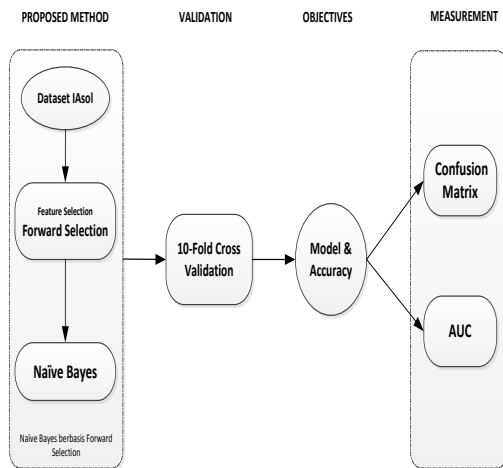 PROPOSED METHOD
VALIDATION
OBJECTIVES
MEASUREMENT
Dataset IAsol
Feature Selection
Forward Selection
Naïve Bayes
Naïve Bayes berbasis Forward
Selection
10-Fold Cross
Validation
Model &
Accuracy
Confusion
Matrix
AUC